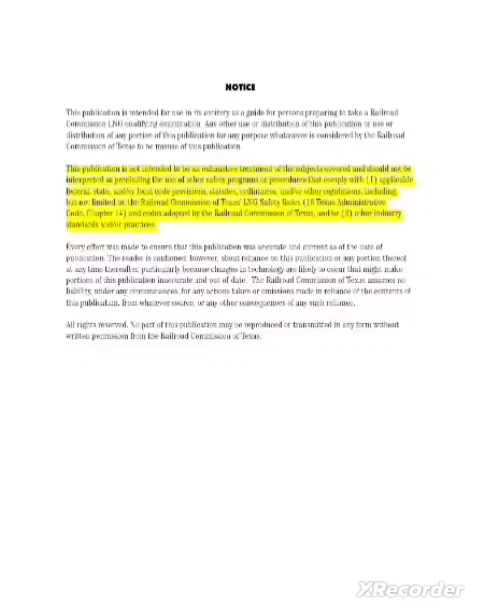 NOTICE
This publication is intended for use in its entirety as a guide for persons preparing to take a Railroad
Commission LNG qualifying examination. Any other use or distribution of this publication or use or
distribution of any portion of this publication for any purpose whatsoever is considered by the Railroad
Commission of Texas to be misuse of this publication.
This publication is not intended to be an exhaustive treatment of the subjects covered and should not be
interpreted as precluding the use of other safety programs or procedures that comply with (1) applicable
federal, state, and/or local code provisions, statutes, ordinances, and/or other regulations, including,
but not limited to, the Railroad Commission of Texas' LNG Safety Rules (16 Texas Administrative
Code, Chapter 14) and codes adopted by the Railroad Commission of Texas, and/or (2) other industry
standards and/or practices.
Every effort was made to ensure that this publication was accurate and current as of the date of
publication. The reader is cautioned, however, about reliance on this publication or any portion thereof
at any time thereafter, particularly because changes in technology are likely to occur that might make
portions of this publication inaccurate and out of date. The Railroad Commission of Texas assumes no
liability, under any circumstances, for any actions taken or omissions made in reliance of the contents of
this publication, from whatever source, or any other consequences of any such reliance.
All rights reserved. No part of this publication may be reproduced or transmitted in any form without
written permission from the Railroad Commission of Texas.
XRecorder